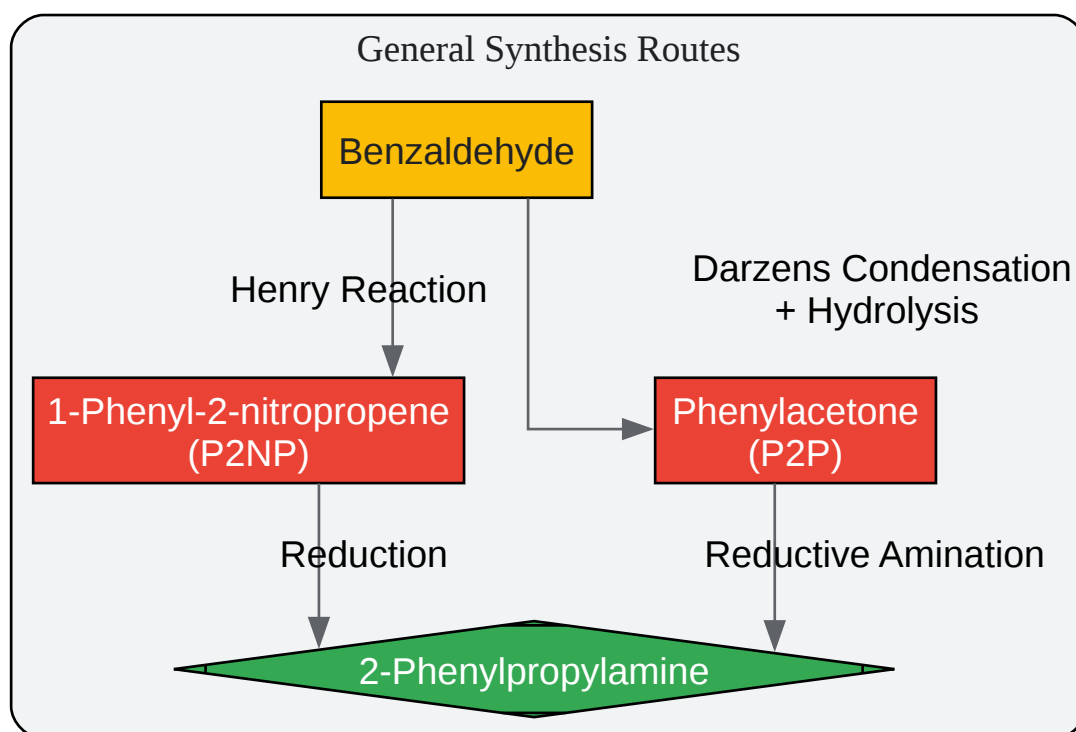 General Synthesis Routes
Benzaldehyde
Henry Reaction
Darzens Condensation
+ Hydrolysis
1-Phenyl-2-nitropropene
(P2NP)
Phenylacetone
(P2P)
Reduction
Reductive Amination
2-Phenylpropylamine